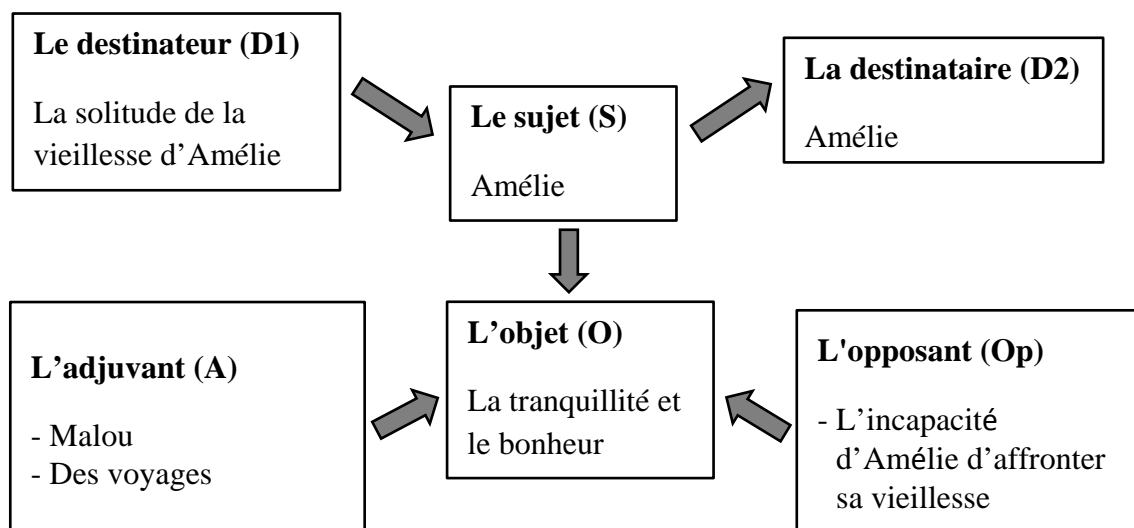 Le destinateur (D1)
La solitude de la
vieillesse d’Amélie
Le sujet (S)
Amélie
La destinataire (D2)
Amélie
L’adjuvant (A)
- Malou
- Des voyages
L’objet (O)
La tranquillité et
le bonheur
L'opposant (Op)
- L’incapacité
d’Amélie d’affronter
sa vieillesse